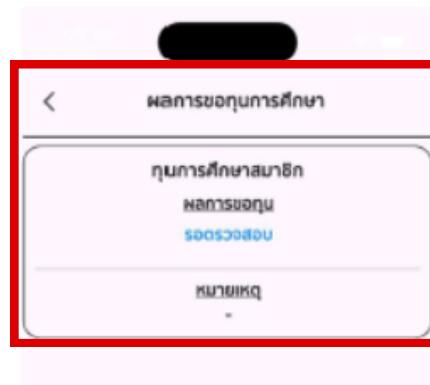 ผลการขอทุนการศึกษา
ทุนการศึกษาสมาชิก
ผลการขอทุน
รอตรวจสอบ
หมายเหตุ
-